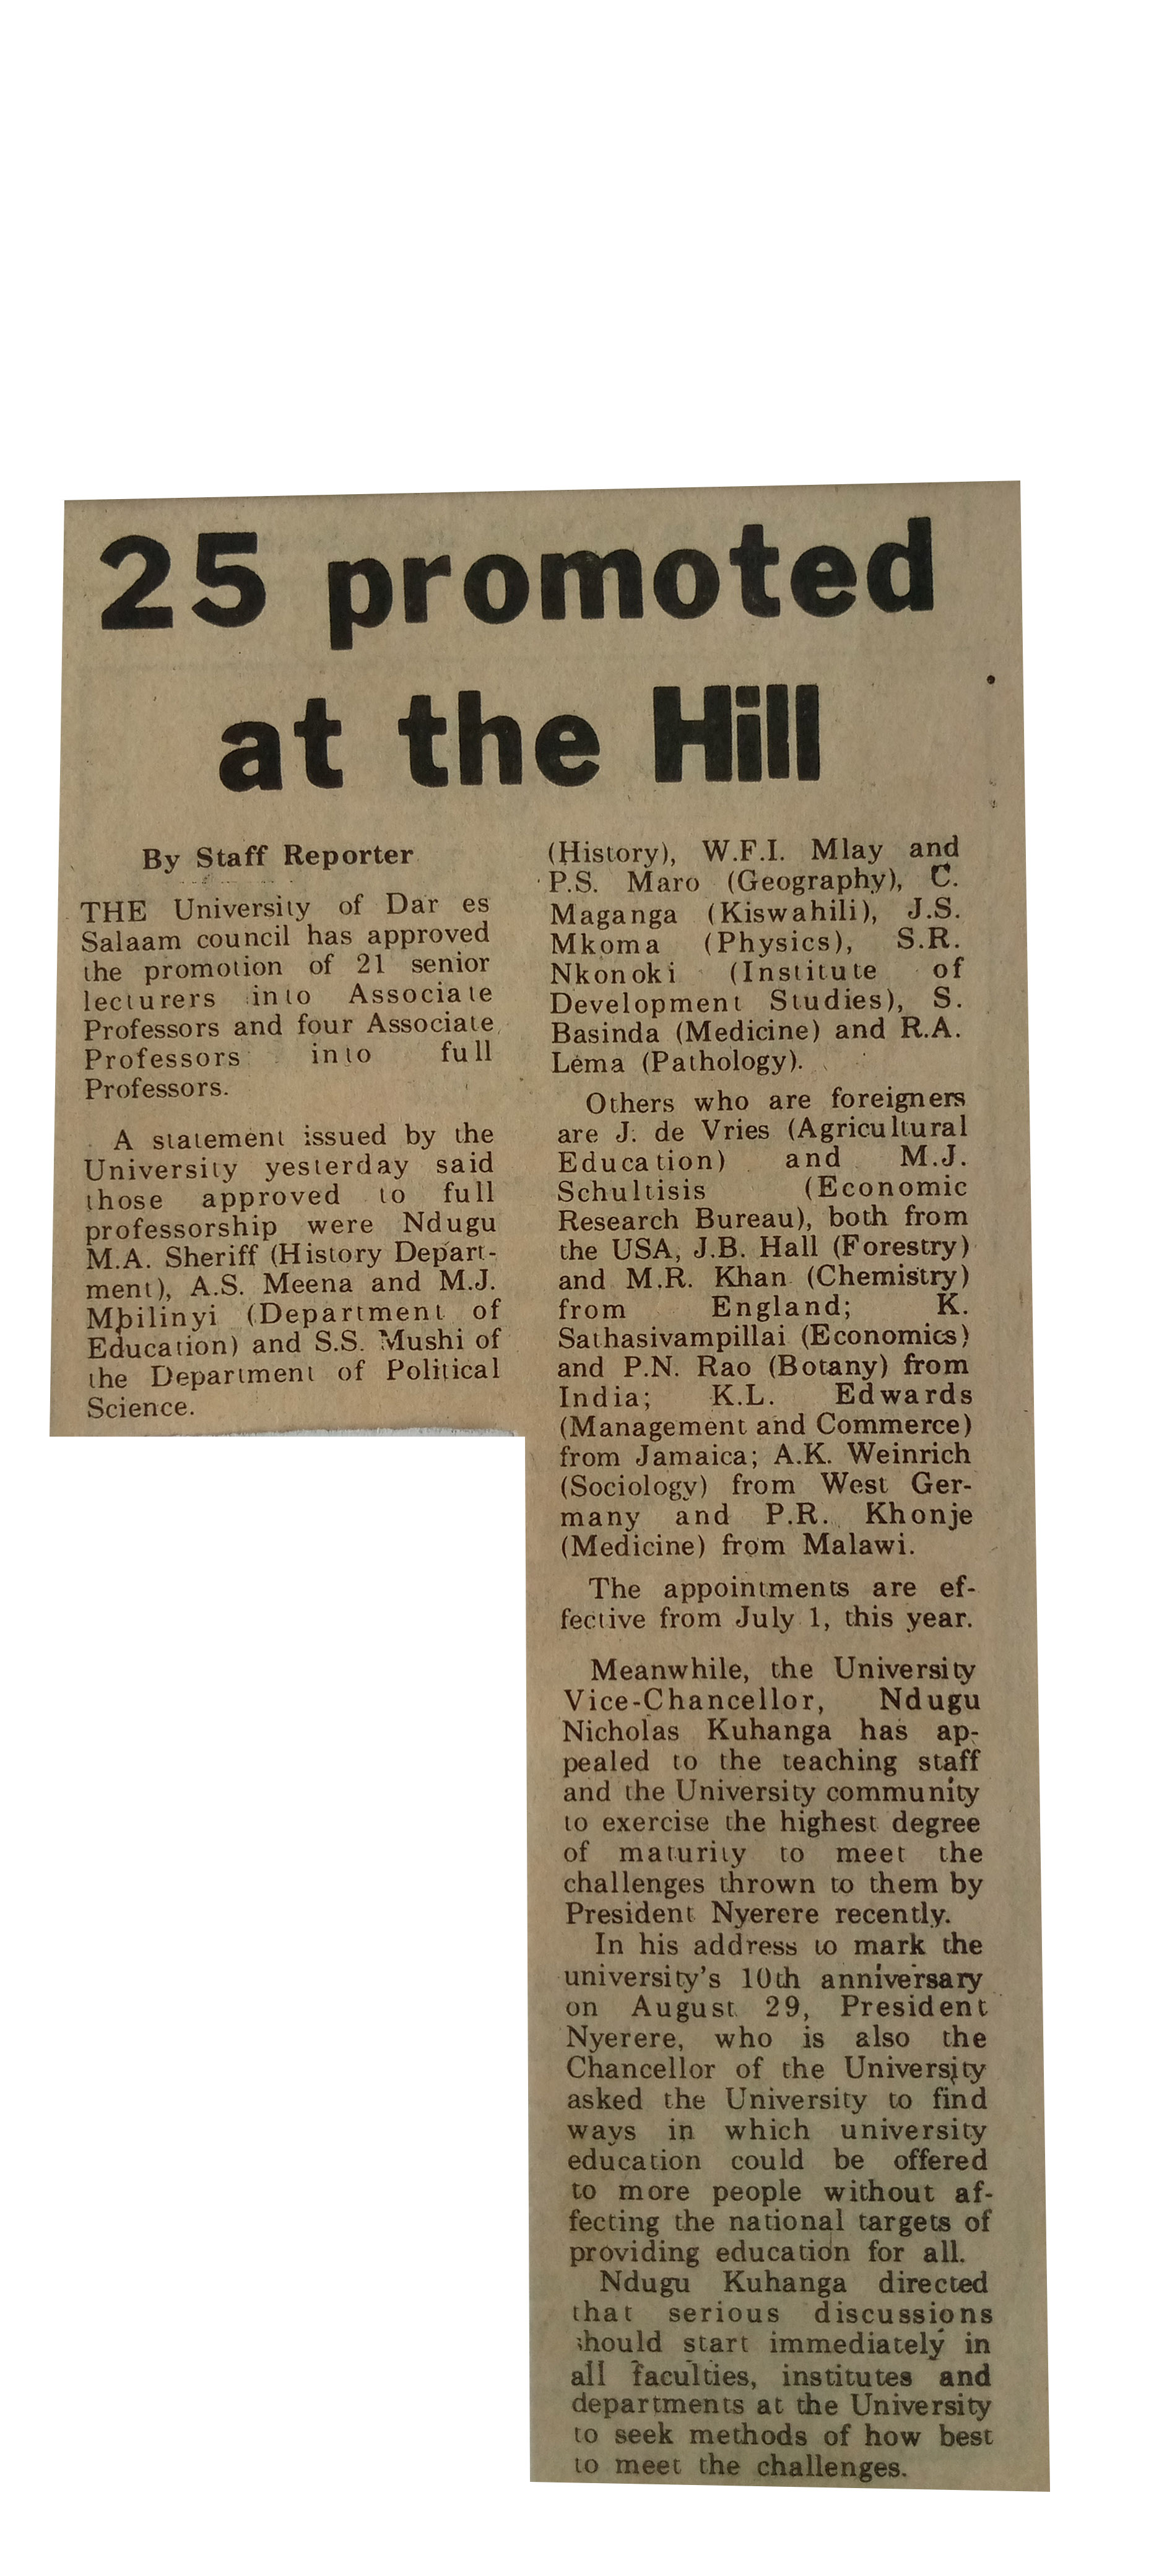 25 promoted
at the Hill
By Staff Reporter
THE University of Dar es
Salaam council has approved
the promotion of 21 senior
lecturers into Associate
Professors and four Associate
Professors into full
Professors.
A statement issued by the
University yesterday said
those approved to full
professorship were Ndugu
M.A. Sheriff (History Depart-
ment), A.S. Meena and M.J.
Mbilinyi (Department of
Education) and S.S. Mushi of
the Department of Political
Science.
(History), W.F.I. Mlay and
P.S. Maro (Geography), C.
Maganga (Kiswahili), J.S.
Mkoma (Physics), S.R.
Nkonoki (Institute of
Development Studies), S.
Basinda (Medicine) and R.A.
Lema (Pathology).
Others who are foreigners
are J. de Vries (Agricultural
Education) and M.J.
Schultisis (Economic
Research Bureau), both from
the USA, J.B. Hall (Forestry)
and M.R. Khan (Chemistry)
from England; K.
Sathasivampillai (Economics)
and P.N. Rao (Botany) from
India; K.L. Edwards
(Management and Commerce)
from Jamaica; A.K. Weinrich
(Sociology) from West Ger-
many and P.R. Khonje
(Medicine) from Malawi.
The appointments are ef-
fective from July 1, this year.
Meanwhile, the University
Vice-Chancellor, Ndugu
Nicholas Kuhanga has ap-
pealed to the teaching staff
and the University community
to exercise the highest degree
of maturity to meet the
challenges thrown to them by
President Nyerere recently.
In his address to mark the
university's 10th anniversary
on August 29, President
Nyerere, who is also the
Chancellor of the University
asked the University to find
ways in which university
education could be offered
to more people without af-
fecting the national targets of
providing education for all.
Ndugu Kuhanga directed
that serious discussions
should start immediately in
all faculties, institutes and
departments at the University
to seek methods of how best
to meet the challenges.